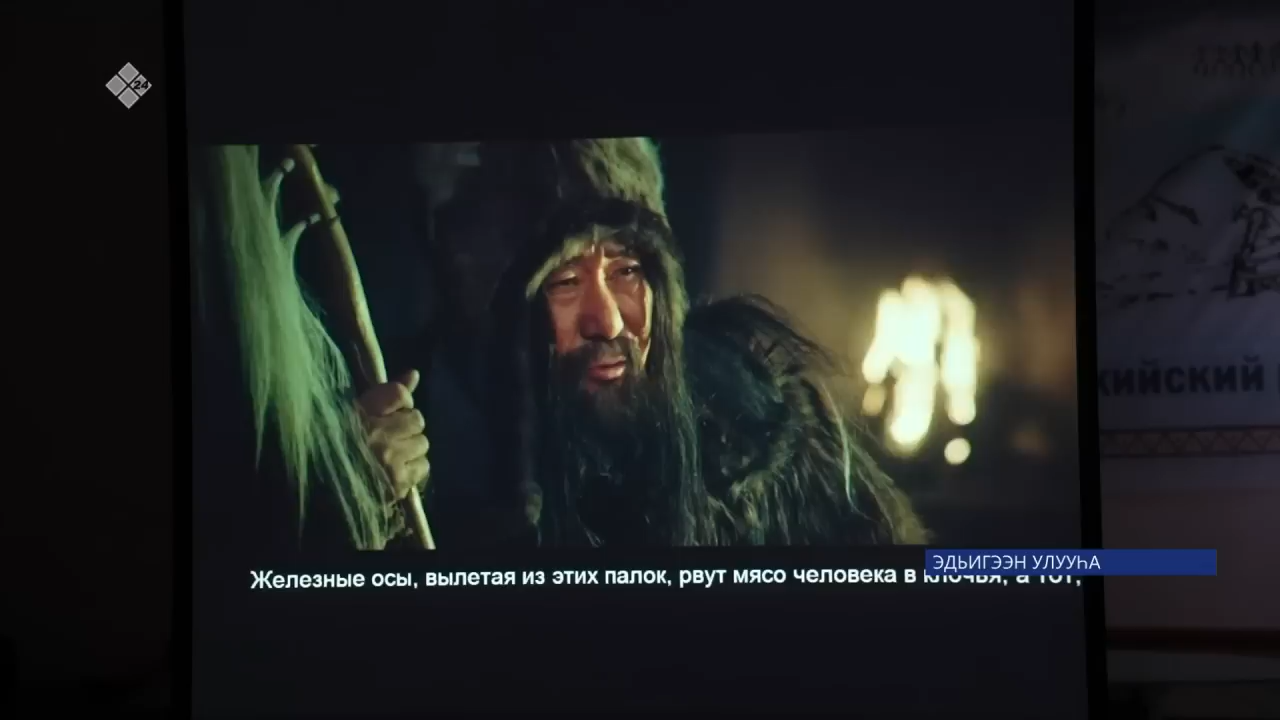 24
КИЙСКИЙ
ЭДЬИГЭЭН УЛУУҺА
Железные осы, вылетая из этих палок, рвут мясо человека в клочья, а тот,